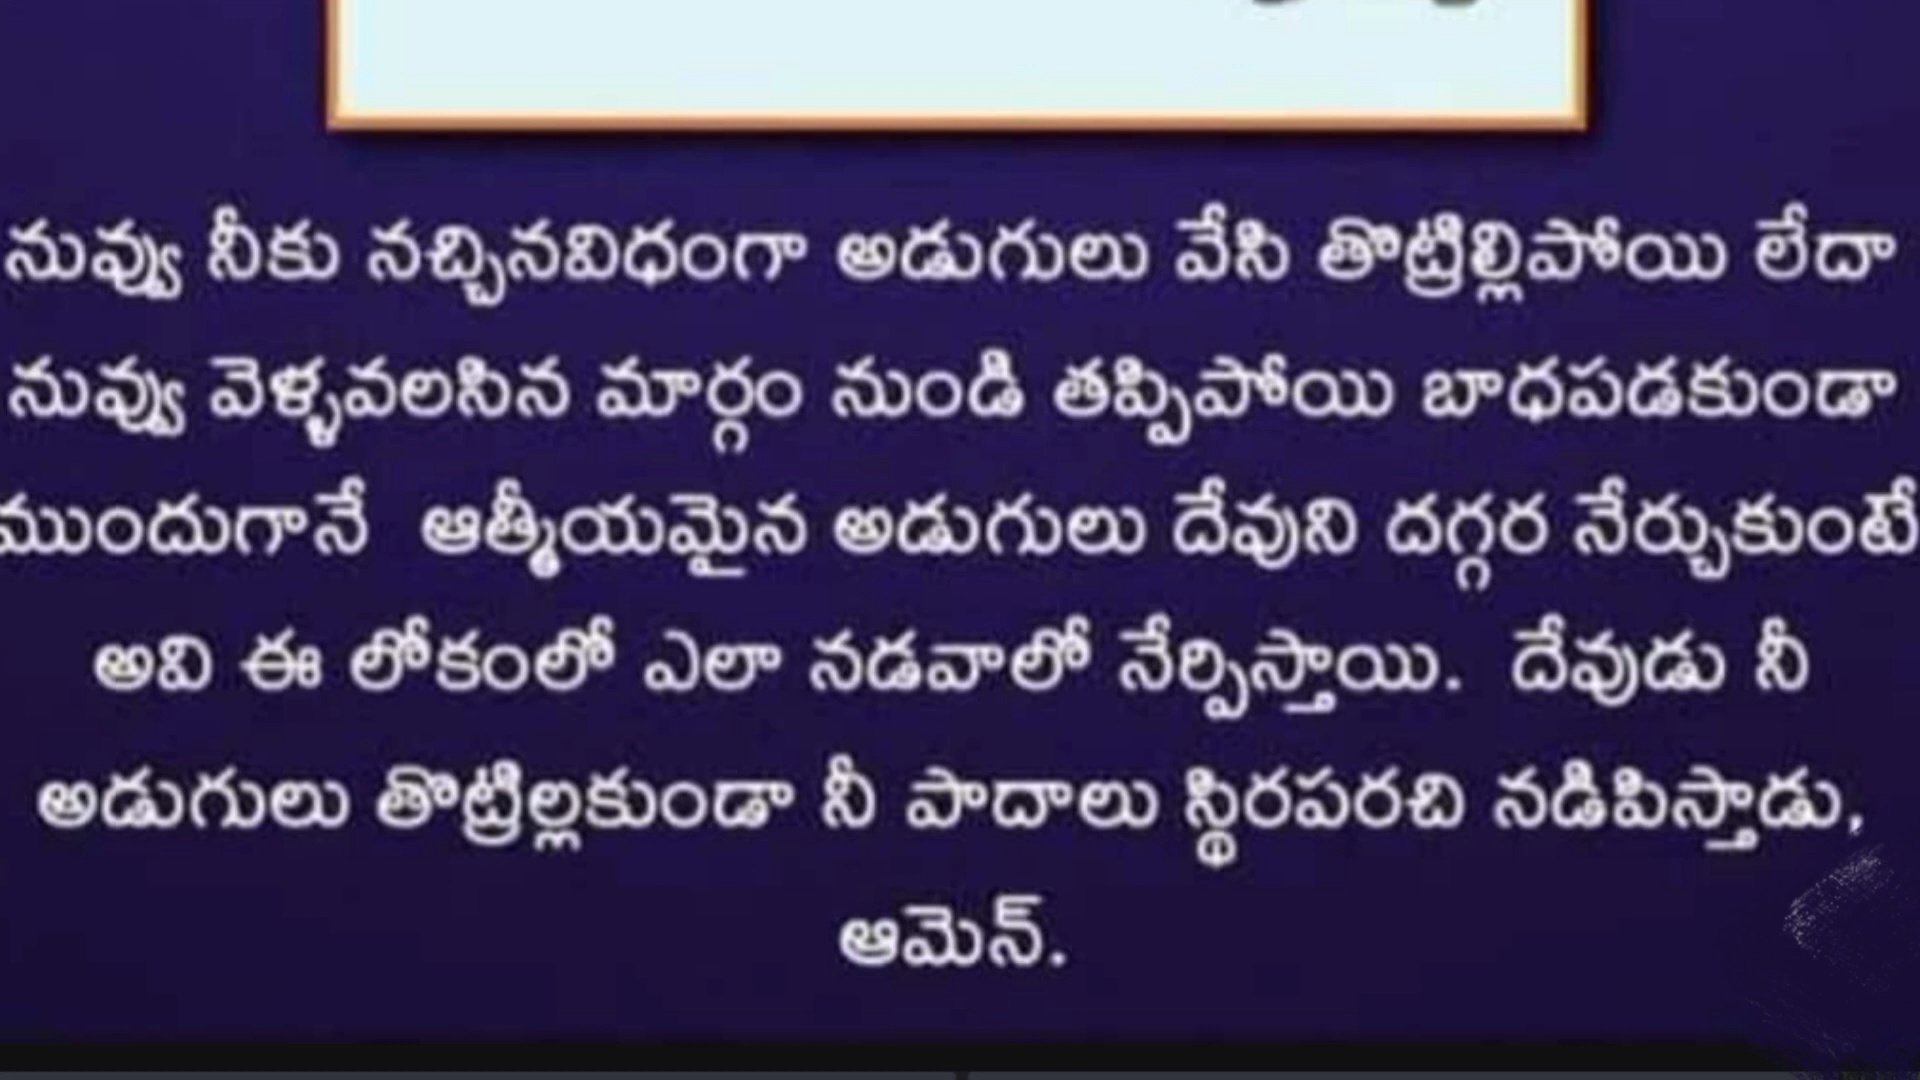 నువ్వు నీకు నచ్చినవిధంగా అడుగులు వేసి తొట్రిల్లిపోయి లేదా
నువ్వు వెళ్ళవలసిన మార్గం నుండి తప్పిపోయి బాధపడకుండా
ముందుగానే ఆత్మీయమైన అడుగులు దేవుని దగ్గర నేర్చుకుంటే
అవి ఈ లోకంలో ఎలా నడవాలో నేర్పిస్తాయి. దేవుడు నీ
అడుగులు తొట్రిల్లకుండా నీ పాదాలు స్థిరపరచి నడిపిస్తాడు,
ఆమెన్.